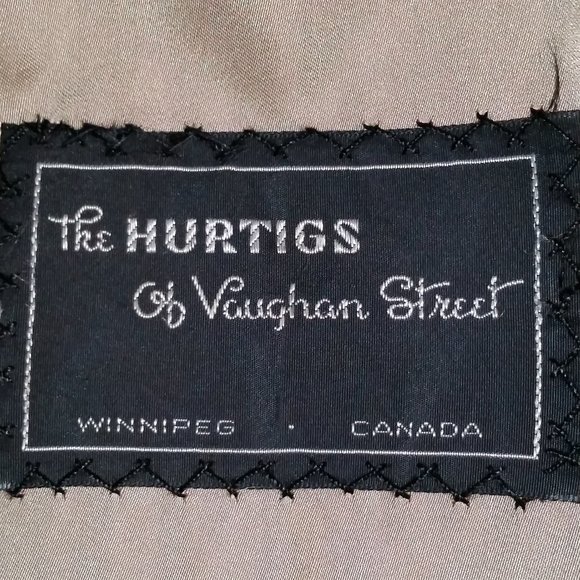 The HURTIGS
Of Vaughan Street
WINNIPEG · CANADA